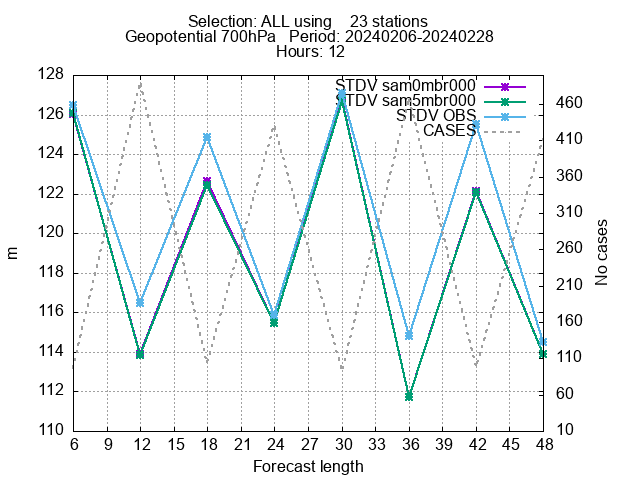 Selection: ALL using    23 stations
Geopotential 700hPa   Period: 20240206-20240228
Hours: 12
STDV sam0mbr000
STDV sam5mbr000
STDV OBS
CASES
128
126
124
122
120
118
116
114
112
110
460
410
360
310
260
210
160
110
60
10
m
No cases
6 9 12 15 18 21 24 27 30 33 36 39 42 45 48
Forecast length